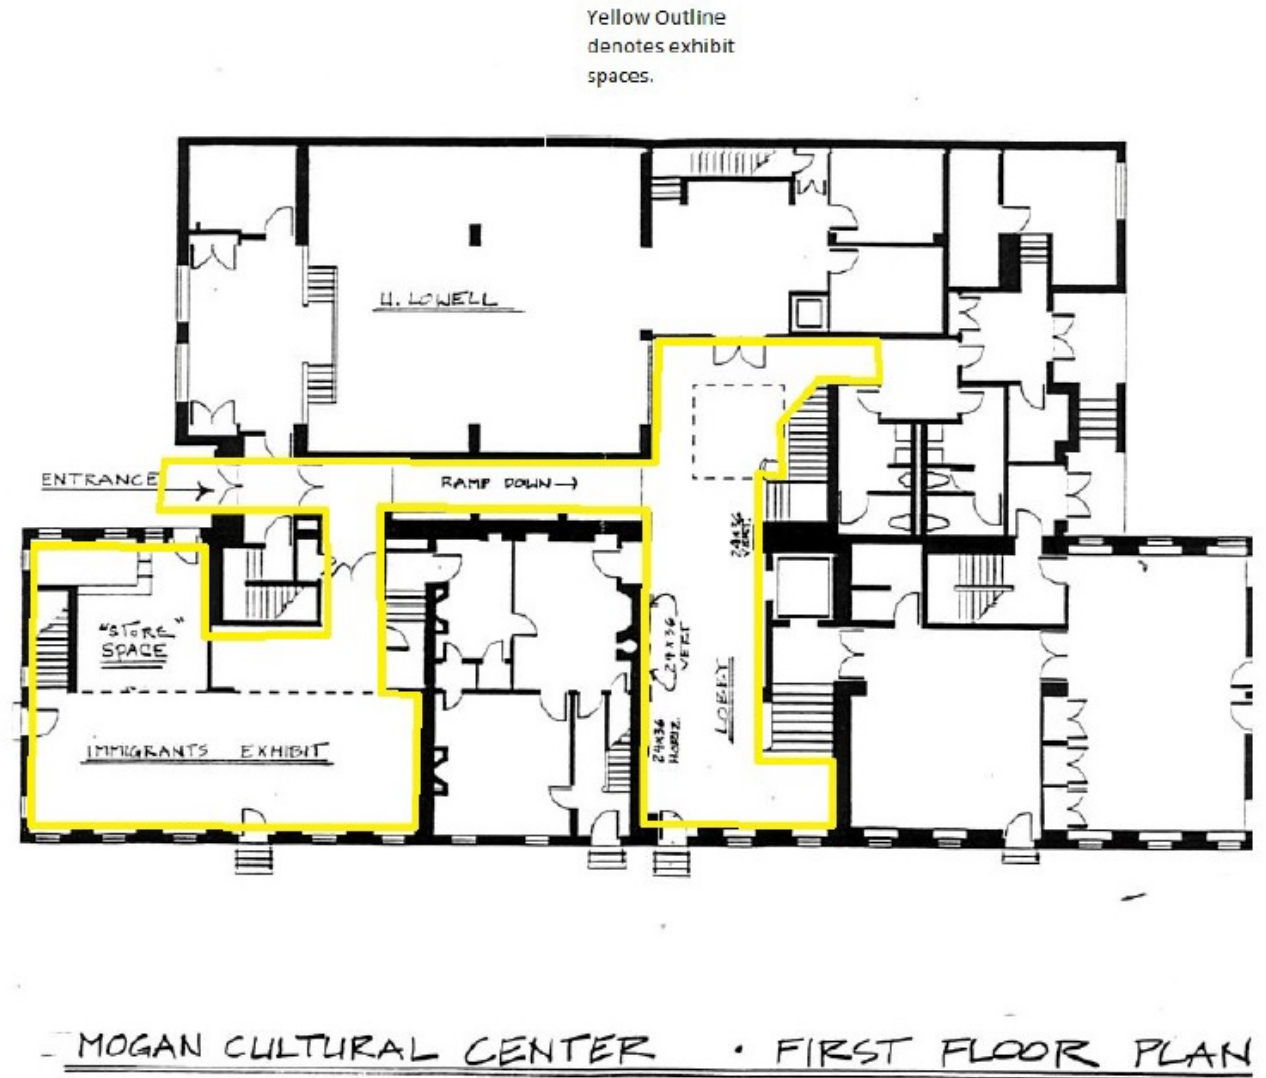 Yellow Outline
denotes exhibit
spaces.
U. LOWELL
ENTRANCE
RAMP DOWN→
24X36
VERT.
"STORE"
SPACE
24X36
VERT
LOBBY
24X36
HORIZ.
IMMIGRANTS EXHIBIT
MOGAN CULTURAL CENTER • FIRST FLOOR PLAN